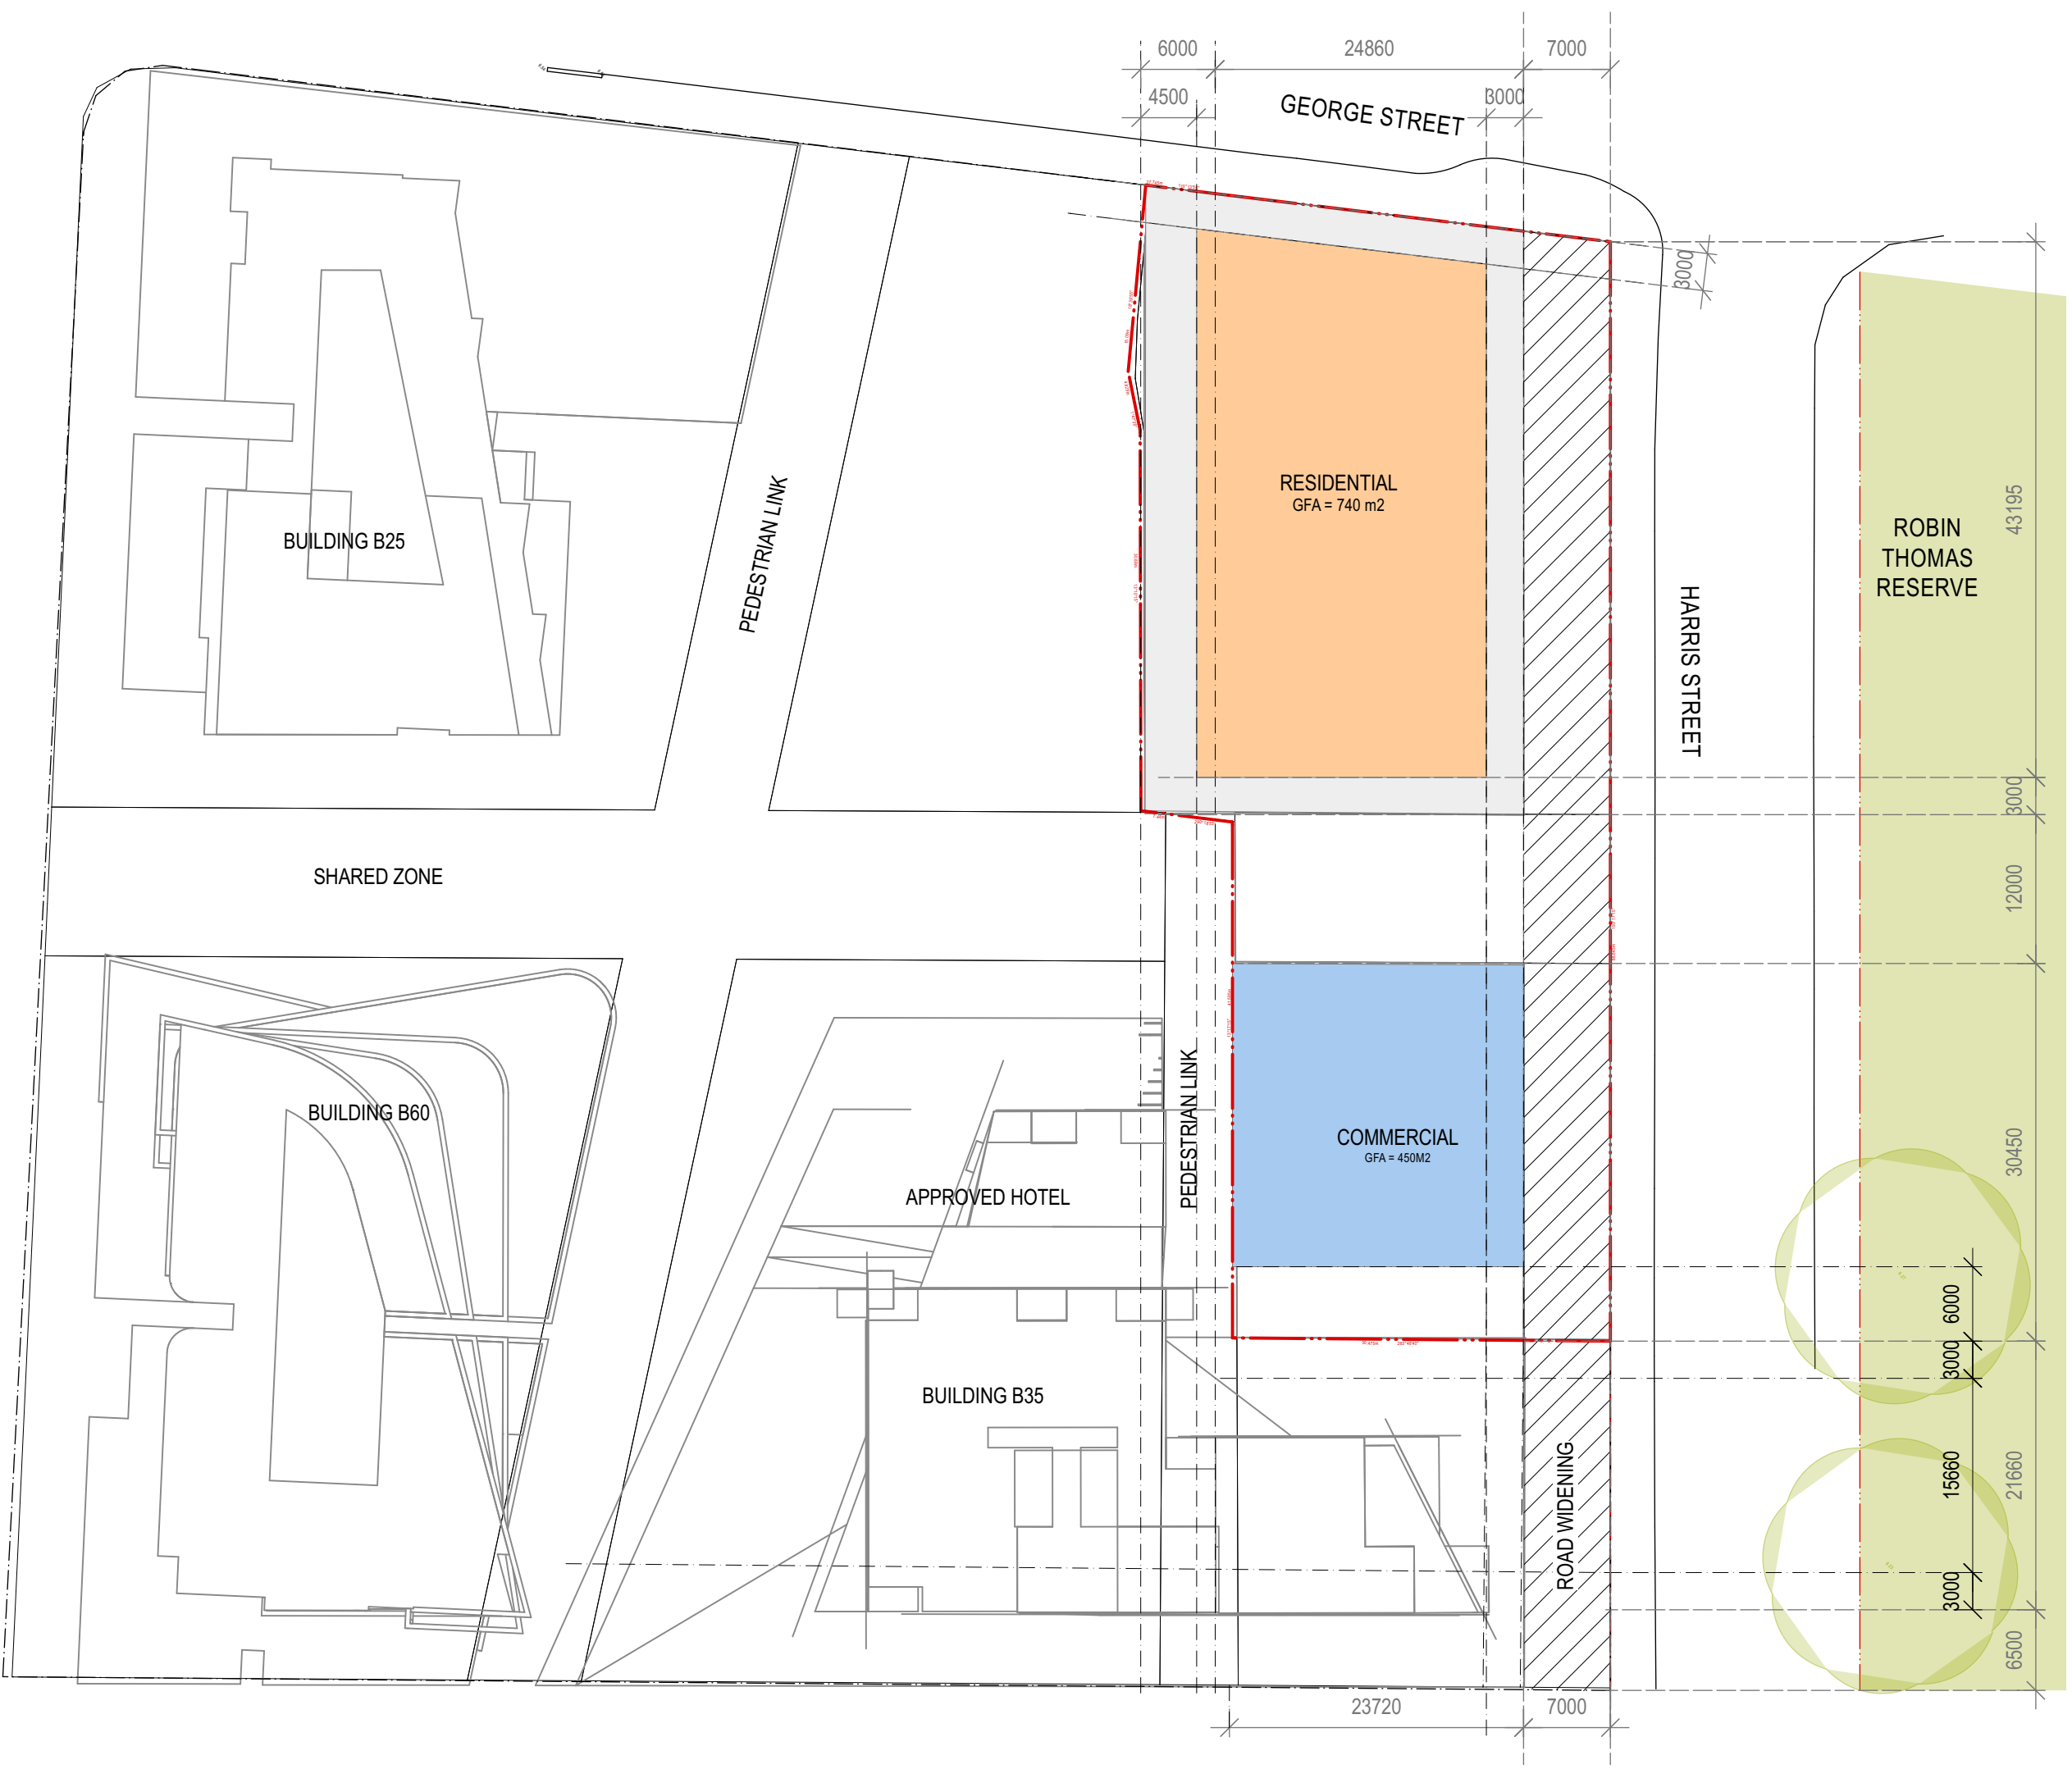 6000
24860
7000
4500
3000
GEORGE STREET
3000
RESIDENTIAL
GFA = 740 m2
43195
ROBIN
THOMAS
RESERVE
BUILDING B25
PEDESTRIAN LINK
HARRIS STREET
3000
SHARED ZONE
12000
BUILDING B60
PEDESTRIAN LINK
COMMERCIAL
GFA = 450M2
30450
APPROVED HOTEL
6000
3000
BUILDING B35
ROAD WIDENING
15660
21660
3000
6500
23720
7000